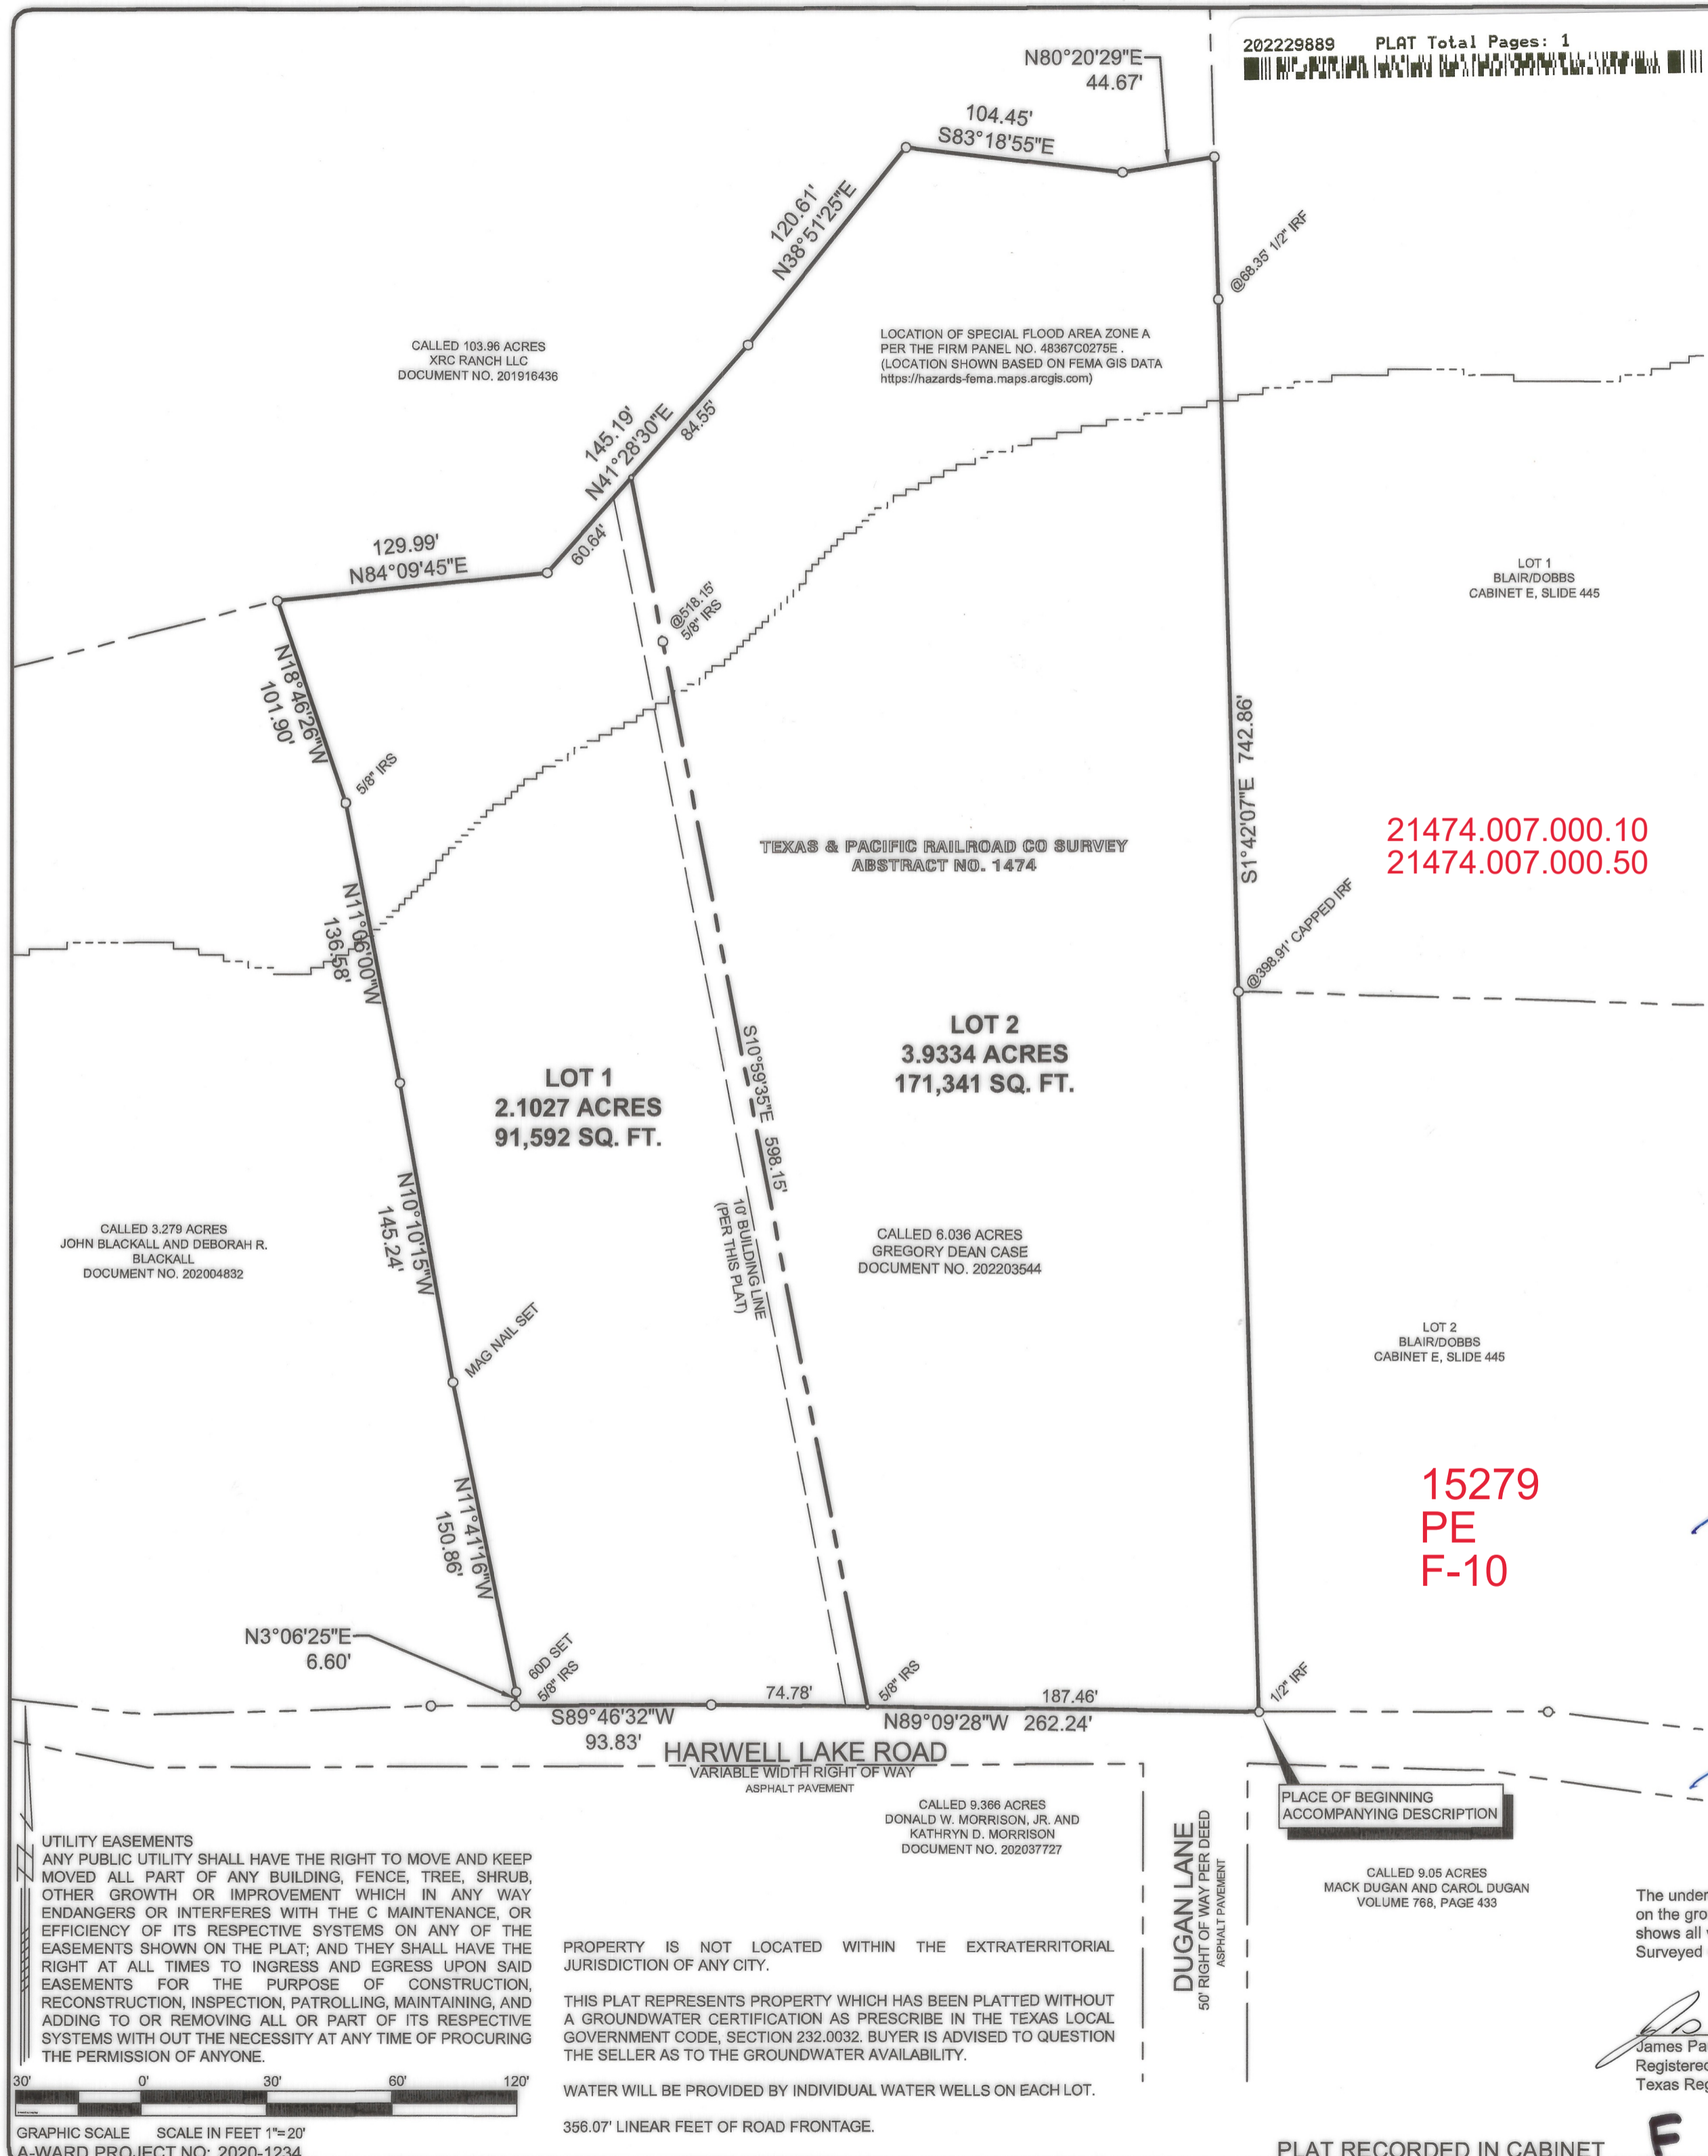 202229889 PLAT Total Pages: 1
N80°20'29"E
44.67'
104.45'
S83°18'55"E
120.61'
N38°51'25"E
@68.35' 1/2" IRF
CALLED 103.96 ACRES
XRC RANCH LLC
DOCUMENT NO. 201916436
LOCATION OF SPECIAL FLOOD AREA ZONE A
PER THE FIRM PANEL NO. 48367C0275E .
(LOCATION SHOWN BASED ON FEMA GIS DATA
https://hazards-fema.maps.arcgis.com)
145.19'
N41°28'30"E
84.55'
60.64'
129.99'
N84°09'45"E
@518.15'
5/8" IRS
LOT 1
BLAIR/DOBBS
CABINET E, SLIDE 445
N18°46'26"W
101.90'
5/8" IRS
S1°42'07"E 742.86'
TEXAS & PACIFIC RAILROAD CO SURVEY
ABSTRACT NO. 1474
21474.007.000.10
21474.007.000.50
N11°06'00"W
136.58'
@398.91' CAPPED IRF
LOT 2
3.9334 ACRES
171,341 SQ. FT.
LOT 1
2.1027 ACRES
91,592 SQ. FT.
S10°59'35"E 598.15'
N10°10'15"W
145.24'
10' BUILDING LINE
(PER THIS PLAT)
CALLED 3.279 ACRES
JOHN BLACKALL AND DEBORAH R.
BLACKALL
DOCUMENT NO. 202004832
CALLED 6.036 ACRES
GREGORY DEAN CASE
DOCUMENT NO. 202203544
MAG NAIL SET
LOT 2
BLAIR/DOBBS
CABINET E, SLIDE 445
N11°41'16"W
150.86'
15279
PE
F-10
N3°06'25"E
6.60'
60D SET
5/8" IRS
74.78'
5/8" IRS
187.46'
1/2" IRF
S89°46'32"W
93.83'
N89°09'28"W 262.24'
HARWELL LAKE ROAD
VARIABLE WIDTH RIGHT OF WAY
ASPHALT PAVEMENT
PLACE OF BEGINNING
ACCOMPANYING DESCRIPTION
CALLED 9.366 ACRES
DONALD W. MORRISON, JR. AND
KATHRYN D. MORRISON
DOCUMENT NO. 202037727
DUGAN LANE
50' RIGHT OF WAY PER DEED
ASPHALT PAVEMENT
CALLED 9.05 ACRES
MACK DUGAN AND CAROL DUGAN
VOLUME 768, PAGE 433
UTILITY EASEMENTS
ANY PUBLIC UTILITY SHALL HAVE THE RIGHT TO MOVE AND KEEP
MOVED ALL PART OF ANY BUILDING, FENCE, TREE, SHRUB,
OTHER GROWTH OR IMPROVEMENT WHICH IN ANY WAY
ENDANGERS OR INTERFERES WITH THE C MAINTENANCE, OR
EFFICIENCY OF ITS RESPECTIVE SYSTEMS ON ANY OF THE
EASEMENTS SHOWN ON THE PLAT; AND THEY SHALL HAVE THE
RIGHT AT ALL TIMES TO INGRESS AND EGRESS UPON SAID
EASEMENTS FOR THE PURPOSE OF CONSTRUCTION,
RECONSTRUCTION, INSPECTION, PATROLLING, MAINTAINING, AND
ADDING TO OR REMOVING ALL OR PART OF ITS RESPECTIVE
SYSTEMS WITH OUT THE NECESSITY AT ANY TIME OF PROCURING
THE PERMISSION OF ANYONE.
PROPERTY IS NOT LOCATED WITHIN THE EXTRATERRITORIAL
JURISDICTION OF ANY CITY.
THIS PLAT REPRESENTS PROPERTY WHICH HAS BEEN PLATTED WITHOUT
A GROUNDWATER CERTIFICATION AS PRESCRIBE IN THE TEXAS LOCAL
GOVERNMENT CODE, SECTION 232.0032. BUYER IS ADVISED TO QUESTION
THE SELLER AS TO THE GROUNDWATER AVAILABILITY.
WATER WILL BE PROVIDED BY INDIVIDUAL WATER WELLS ON EACH LOT.
356.07' LINEAR FEET OF ROAD FRONTAGE.
The under
on the gro
shows all
Surveyed
James Pa
Registered
Texas Reg
30' 0' 30' 60' 120'
GRAPHIC SCALE SCALE IN FEET 1"=20'
A-WARD PROJECT NO: 2020-1234
PLAT RECORDED IN CABINET F